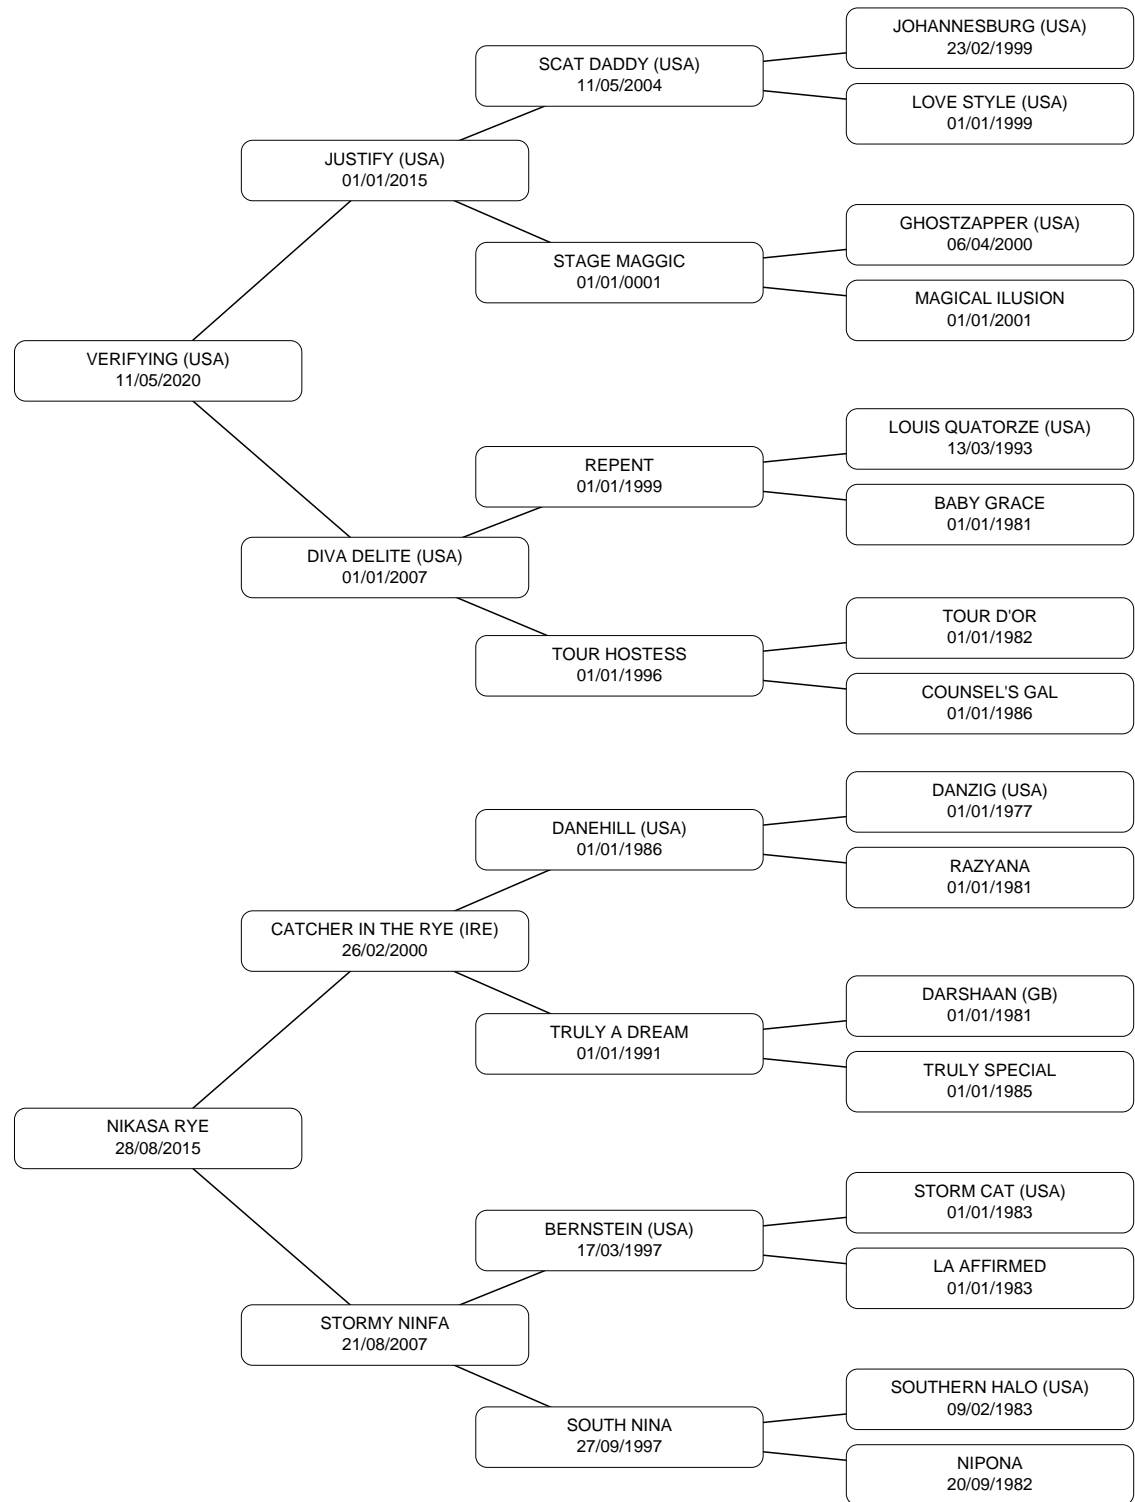 JOHANNESBURG (USA)
23/02/1999
SCAT DADDY (USA)
11/05/2004
LOVE STYLE (USA)
01/01/1999
JUSTIFY (USA)
01/01/2015
GHOSTZAPPER (USA)
06/04/2000
STAGE MAGGIC
01/01/0001
MAGICAL ILUSION
01/01/2001
VERIFYING (USA)
11/05/2020
LOUIS QUATORZE (USA)
13/03/1993
REPENT
01/01/1999
BABY GRACE
01/01/1981
DIVA DELITE (USA)
01/01/2007
TOUR D'OR
01/01/1982
TOUR HOSTESS
01/01/1996
COUNSEL'S GAL
01/01/1986
DANZIG (USA)
01/01/1977
DANEHILL (USA)
01/01/1986
RAZYANA
01/01/1981
CATCHER IN THE RYE (IRE)
26/02/2000
DARSHAAN (GB)
01/01/1981
TRULY A DREAM
01/01/1991
TRULY SPECIAL
01/01/1985
NIKASA RYE
28/08/2015
STORM CAT (USA)
01/01/1983
BERNSTEIN (USA)
17/03/1997
LA AFFIRMED
01/01/1983
STORMY NINFA
21/08/2007
SOUTHERN HALO (USA)
09/02/1983
SOUTH NINA
27/09/1997
NIPONA
20/09/1982